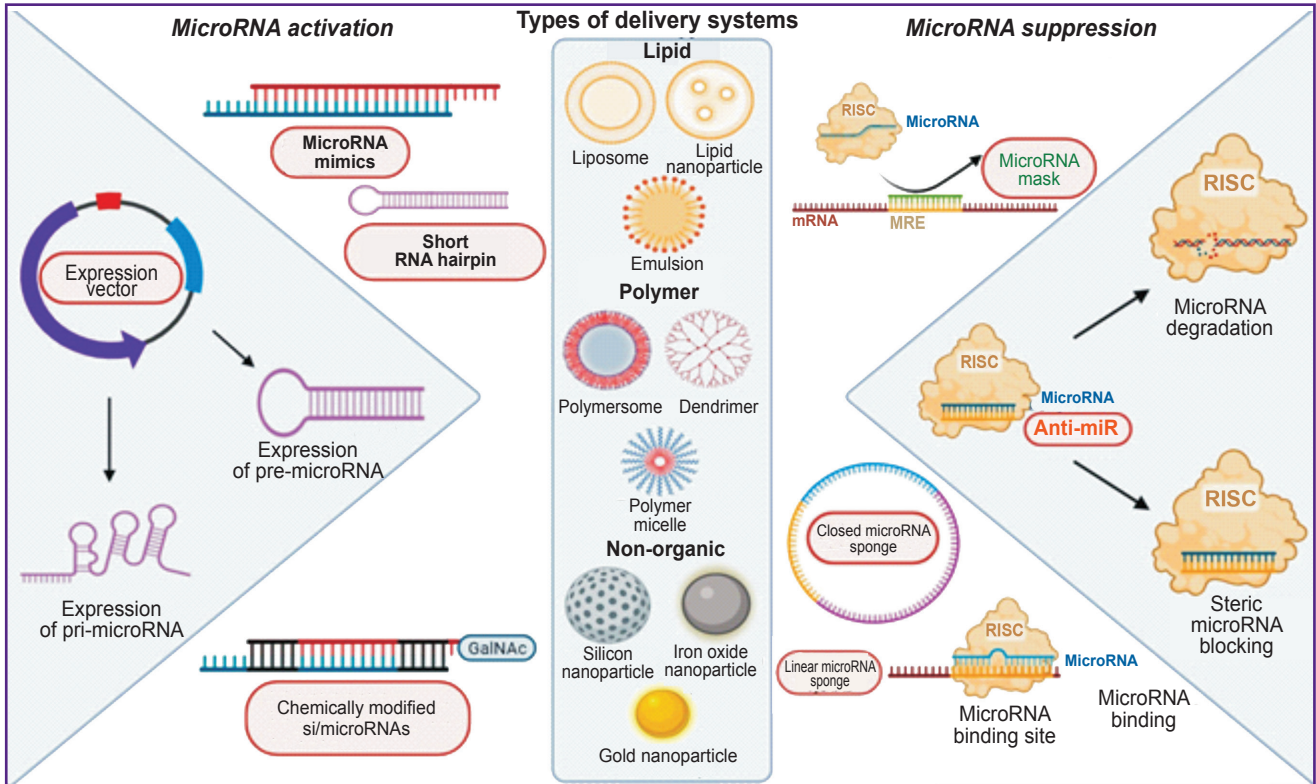 MicroRNA activation
MicroRNA
mimics
Short
RNA hairpin
Expression
vector
Expression
of pre-microRNA
Expression
of pri-microRNA
GalNAc
Chemically modified
si/microRNAs
Types of delivery systems
Lipid
Liposome
Lipid
nanoparticle
Emulsion
Polymer
Polymersome
Dendrimer
Polymer
micelle
Non-organic
Silicon
nanoparticle
Iron oxide
nanoparticle
Gold nanoparticle
MicroRNA suppression
RISC
MicroRNA
MicroRNA
mask
mRNA
MRE
RISC
MicroRNA
degradation
RISC
MicroRNA
Anti-miR
RISC
Steric
microRNA
blocking
Closed microRNA
sponge
Linear microRNA
sponge
RISC
MicroRNA
MicroRNA
binding site
MicroRNA
binding